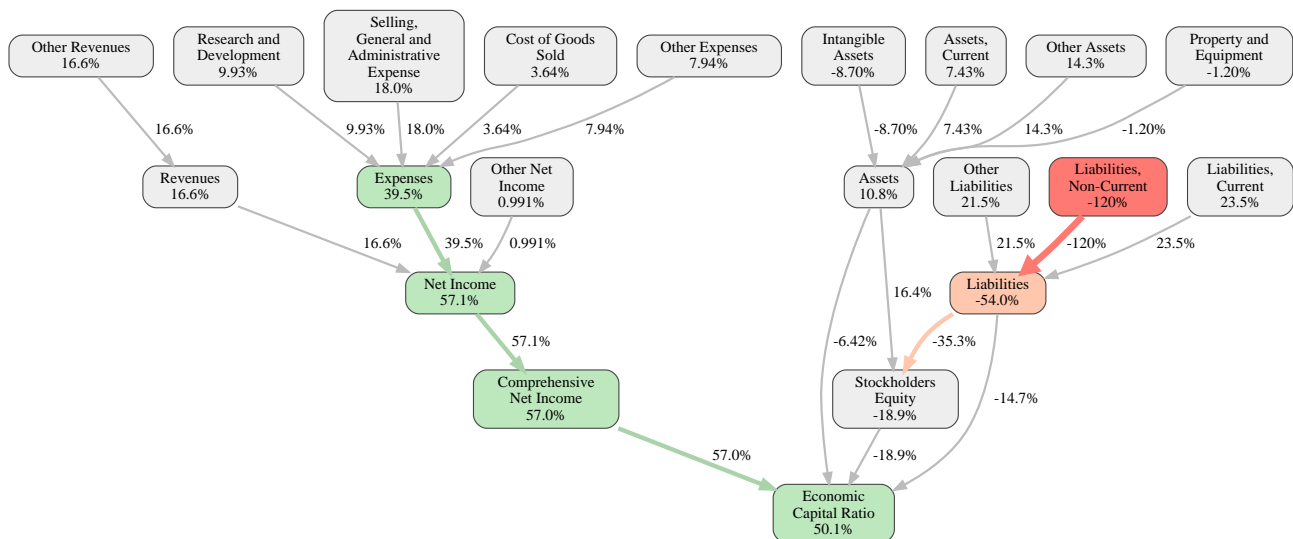 Other Revenues
16.6%
Research and
Development
9.93%
Selling,
General and
Administrative
Expense
18.0%
Cost of Goods
Sold
3.64%
Other Expenses
7.94%
Intangible
Assets
-8.70%
Assets,
Current
7.43%
Other Assets
14.3%
Property and
Equipment
-1.20%
16.6%
9.93%
18.0%
3.64%
7.94%
-8.70%
7.43%
14.3%
-1.20%
Revenues
16.6%
Expenses
39.5%
Other Net
Income
0.991%
Assets
10.8%
Other
Liabilities
21.5%
Liabilities,
Non-Current
-120%
Liabilities,
Current
23.5%
16.6%
39.5%
0.991%
21.5%
-120%
23.5%
Net Income
57.1%
16.4%
Liabilities
-54.0%
57.1%
-6.42%
-35.3%
Comprehensive
Net Income
57.0%
Stockholders
Equity
-18.9%
-14.7%
57.0%
-18.9%
Economic
Capital Ratio
50.1%